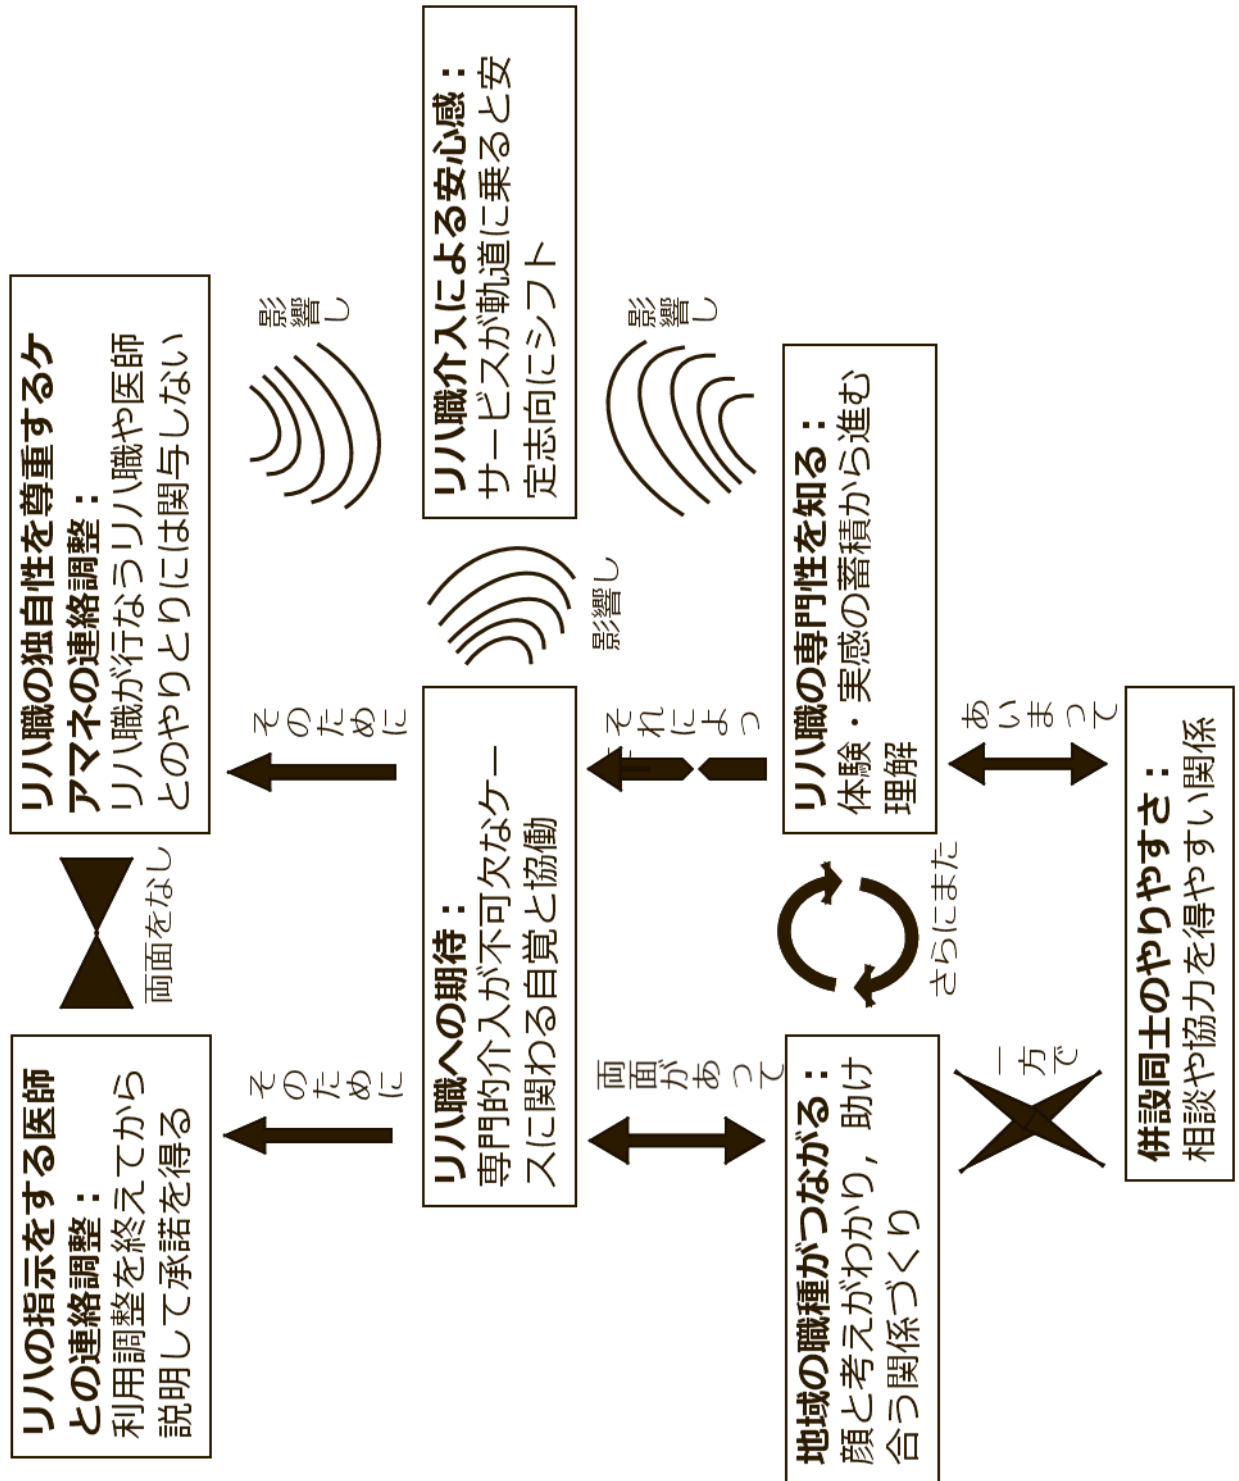 リハの指示をする医師
との連絡調整：
利用調整を終えてから
説明して承諾を得る
両面をなし
リハ職の独自性を尊重するケ
アマネの連絡調整：
リハ職が行なうリハ職や医師
とのやりとりには関与しない
そのために
そのために
影響し
リハ職への期待：
専門的介入が不可欠なケー
スに関わる自覚と協働
影響し
リハ職介入による安心感：
サービスが軌道に乗ると安
定志向にシフト
両面があって
それによっ
影響し
地域の職種がつながる：
顔と考えがわかり，助け
合う関係づくり
さらにまた
リハ職の専門性を知る：
体験・実感の蓄積から進む
理解
一方で
あいまって
併設同士のやりやすさ：
相談や協力を得やすい関係